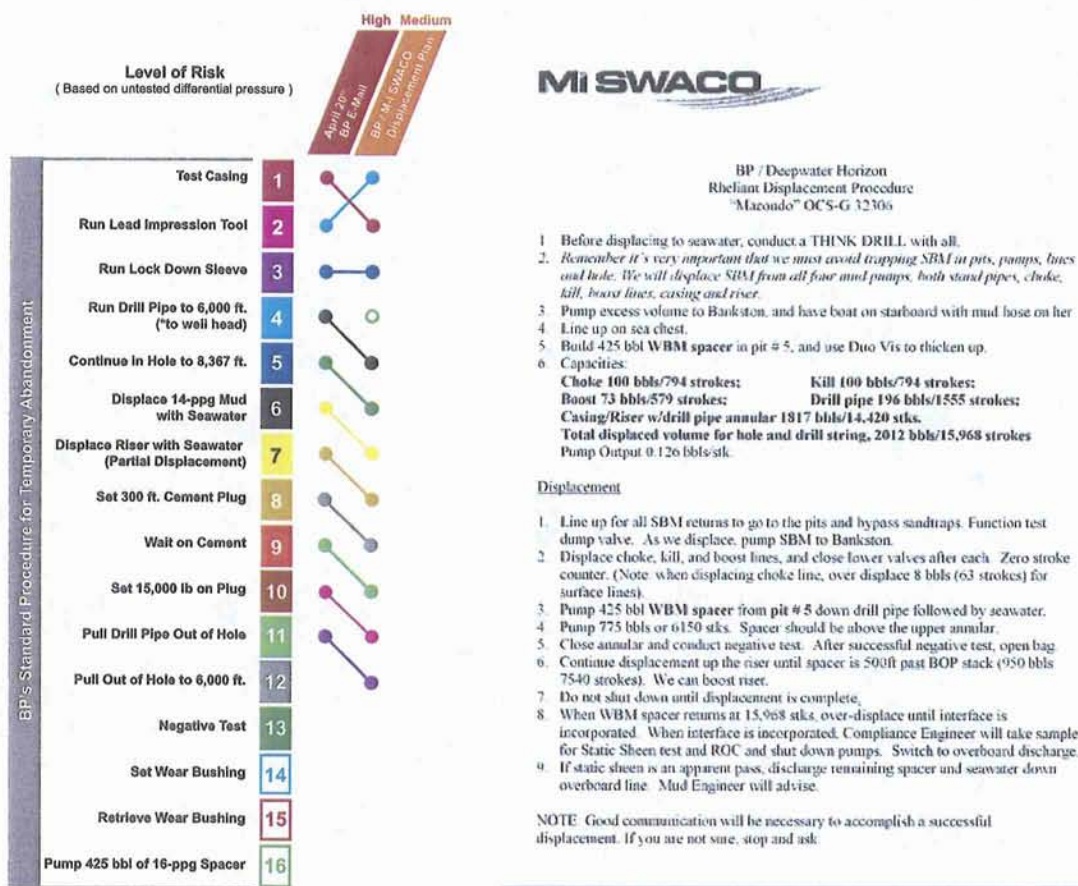 High Medium
April 20th
BP E-Mail
BP / M-I SWACO
Displacement Plan
Level of Risk
( Based on untested differential pressure )
BP's Standard Procedure for Temporary Abandonment
Test Casing 1
Run Lead Impression Tool 2
Run Lock Down Sleeve 3
Run Drill Pipe to 6,000 ft.
(*to well head) 4
Continue in Hole to 8,367 ft. 5
Displace 14-ppg Mud
with Seawater 6
Displace Riser with Seawater
(Partial Displacement) 7
Set 300 ft. Cement Plug 8
Wait on Cement 9
Set 15,000 lb on Plug 10
Pull Drill Pipe Out of Hole 11
Pull Out of Hole to 6,000 ft. 12
Negative Test 13
Set Wear Bushing 14
Retrieve Wear Bushing 15
Pump 425 bbl of 16-ppg Spacer 16
Mi SWACO
BP / Deepwater Horizon
Rheliant Displacement Procedure
"Macondo" OCS-G 32306
1 Before displacing to seawater, conduct a THINK DRILL with all.
2. Remember it's very important that we must avoid trapping SBM in pits, pumps, lines
and hole. We will displace SBM from all four mud pumps, both stand pipes, choke,
kill, boost lines, casing and riser.
3. Pump excess volume to Bankston, and have boat on starboard with mud hose on her
4. Line up on sea chest.
5. Build 425 bbl WBM spacer in pit # 5, and use Duo Vis to thicken up.
6. Capacities:
Choke 100 bbls/794 strokes; Kill 100 bbls/794 strokes;
Boost 73 bbls/579 strokes; Drill pipe 196 bbls/1555 strokes;
Casing/Riser w/drill pipe annular 1817 bbls/14,420 stks.
Total displaced volume for hole and drill string, 2012 bbls/15,968 strokes
Pump Output 0.126 bbls/stk
Displacement
1. Line up for all SBM returns to go to the pits and bypass sandtraps. Function test
dump valve. As we displace, pump SBM to Bankston.
2. Displace choke, kill, and boost lines, and close lower valves after each. Zero stroke
counter. (Note: when displacing choke line, over displace 8 bbls (63 strokes) for
surface lines).
3. Pump 425 bbl WBM spacer from pit # 5 down drill pipe followed by seawater.
4. Pump 775 bbls or 6150 stks. Spacer should be above the upper annular.
5. Close annular and conduct negative test. After successful negative test, open bag.
6. Continue displacement up the riser until spacer is 500ft past BOP stack (950 bbls
7540 strokes). We can boost riser.
7. Do not shut down until displacement is complete.
8. When WBM spacer returns at 15,968 stks, over-displace until interface is
incorporated. When interface is incorporated, Compliance Engineer will take sample
for Static Sheen test and ROC and shut down pumps. Switch to overboard discharge.
9. If static sheen is an apparent pass, discharge remaining spacer and seawater down
overboard line. Mud Engineer will advise.
NOTE Good communication will be necessary to accomplish a successful
displacement. If you are not sure, stop and ask